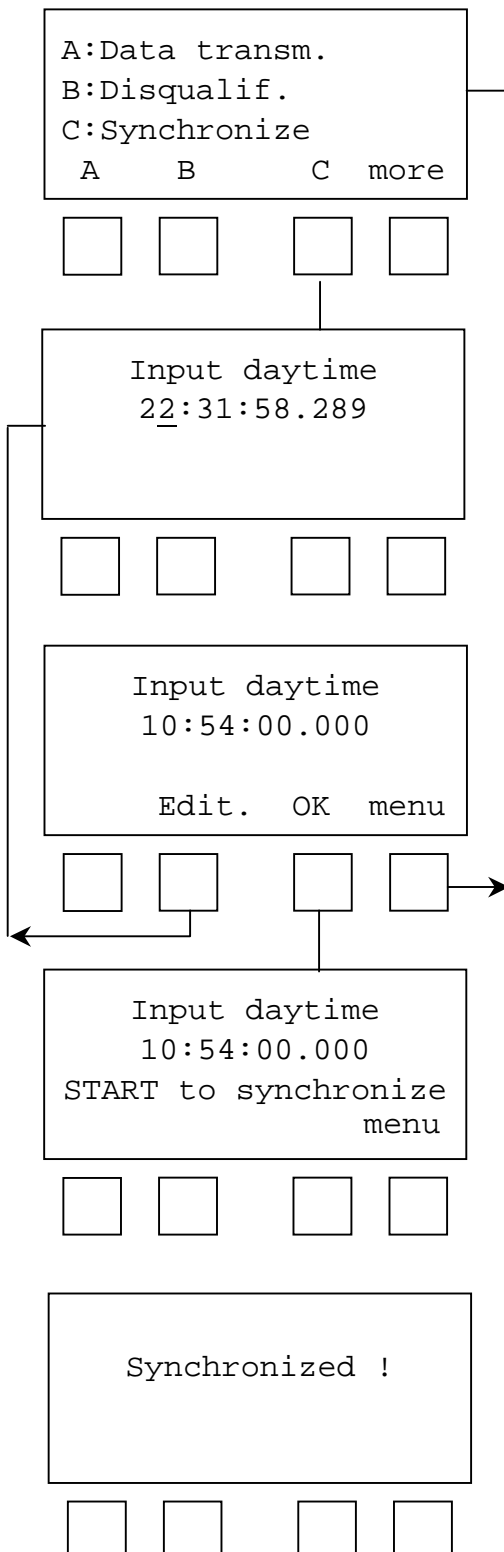 A:Data transm.
B:Disqualif.
C:Synchronize
A B C more
Input daytime
22:31:58.289
Input daytime
10:54:00.000
Edit. OK menu
Input daytime
10:54:00.000
START to synchronize
menu
Synchronized !